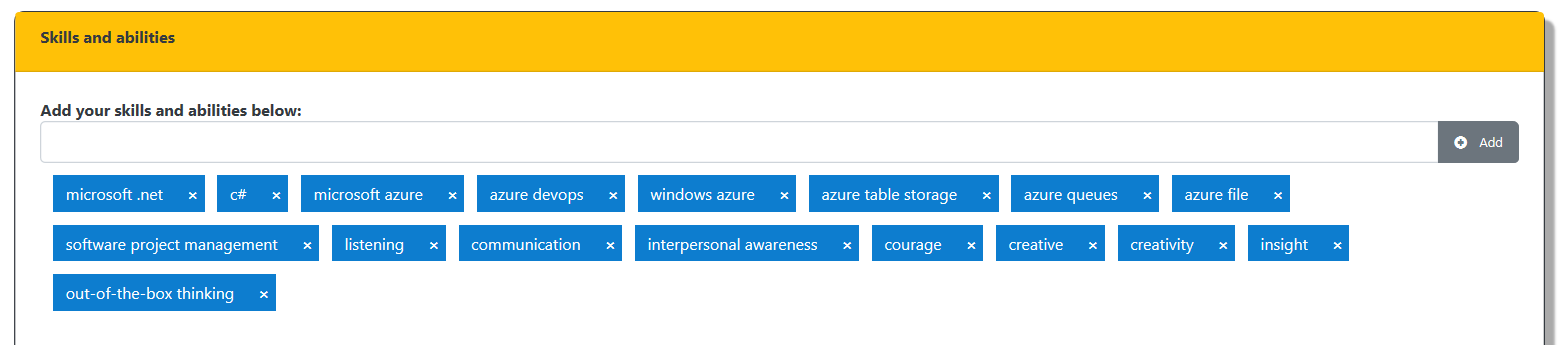 Skills and abilities
Add your skills and abilities below:
Add
microsoft .net × c# × microsoft azure × azure devops × windows azure × azure table storage × azure queues × azure file ×
software project management × listening × communication × interpersonal awareness × courage × creative × creativity × insight ×
out-of-the-box thinking ×